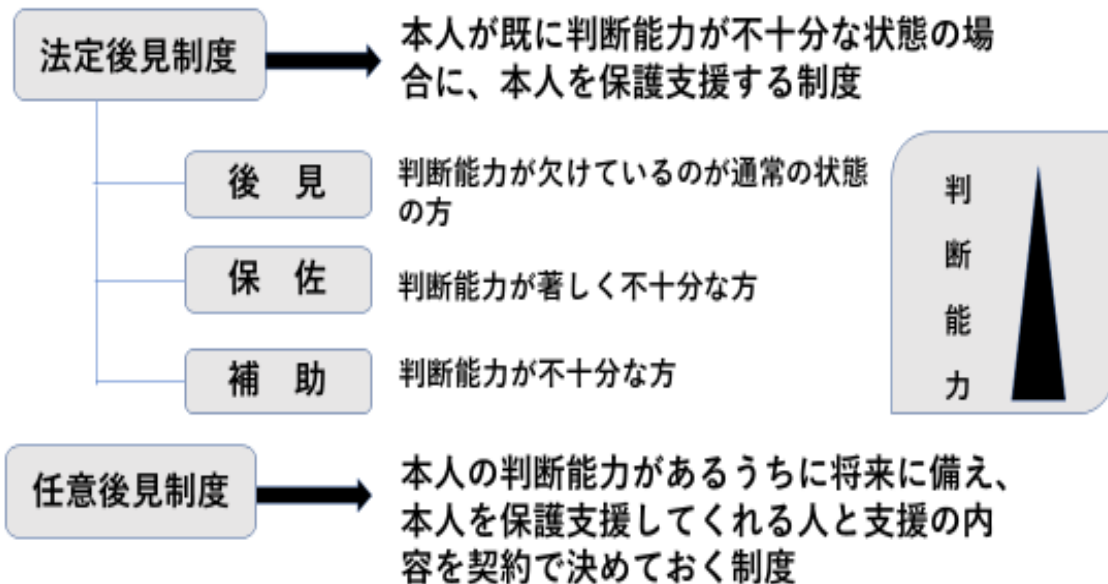 法定後見制度
本人が既に判断能力が不十分な状態の場
合に、本人を保護支援する制度
後　見
判断能力が欠けているのが通常の状態
の方
保　佐
判断能力が著しく不十分な方
補　助
判断能力が不十分な方
判断能力
任意後見制度
本人の判断能力があるうちに将来に備え、
本人を保護支援してくれる人と支援の内
容を契約で決めておく制度